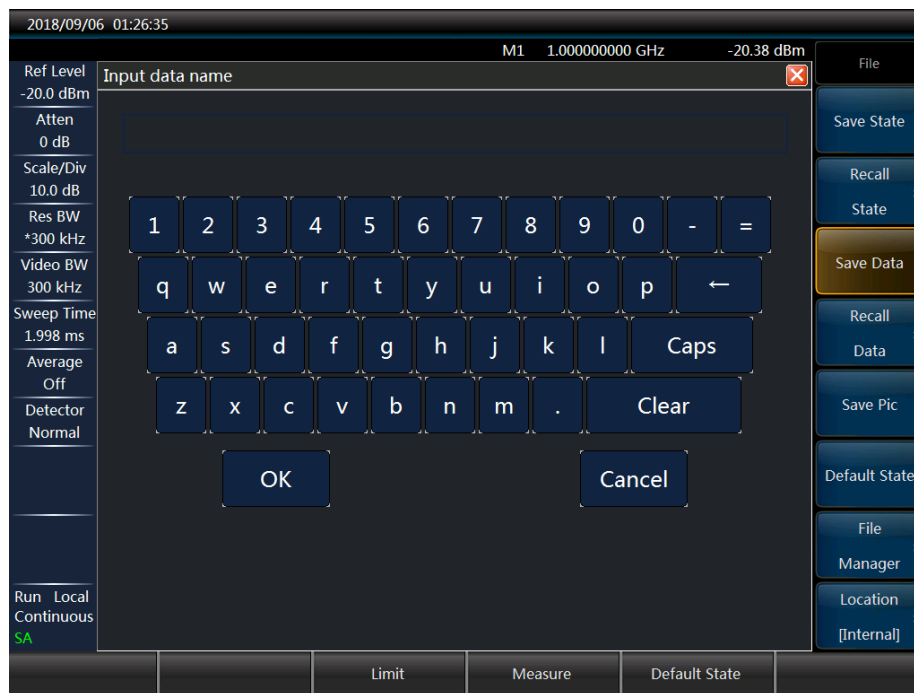 2018/09/06 01:26:35
M1 1.000000000 GHz -20.38 dBm
Ref Level
-20.0 dBm
Atten
0 dB
Scale/Div
10.0 dB
Res BW
*300 kHz
Video BW
300 kHz
Sweep Time
1.998 ms
Average
Off
Detector
Normal
Run Local
Continuous
SA
Input data name
1 2 3 4 5 6 7 8 9 0 - =
q w e r t y u i o p ←
a s d f g h j k l Caps
z x c v b n m . Clear
OK Cancel
File
Save State
Recall
State
Save Data
Recall
Data
Save Pic
Default State
File
Manager
Location
[Internal]
Limit Measure Default State